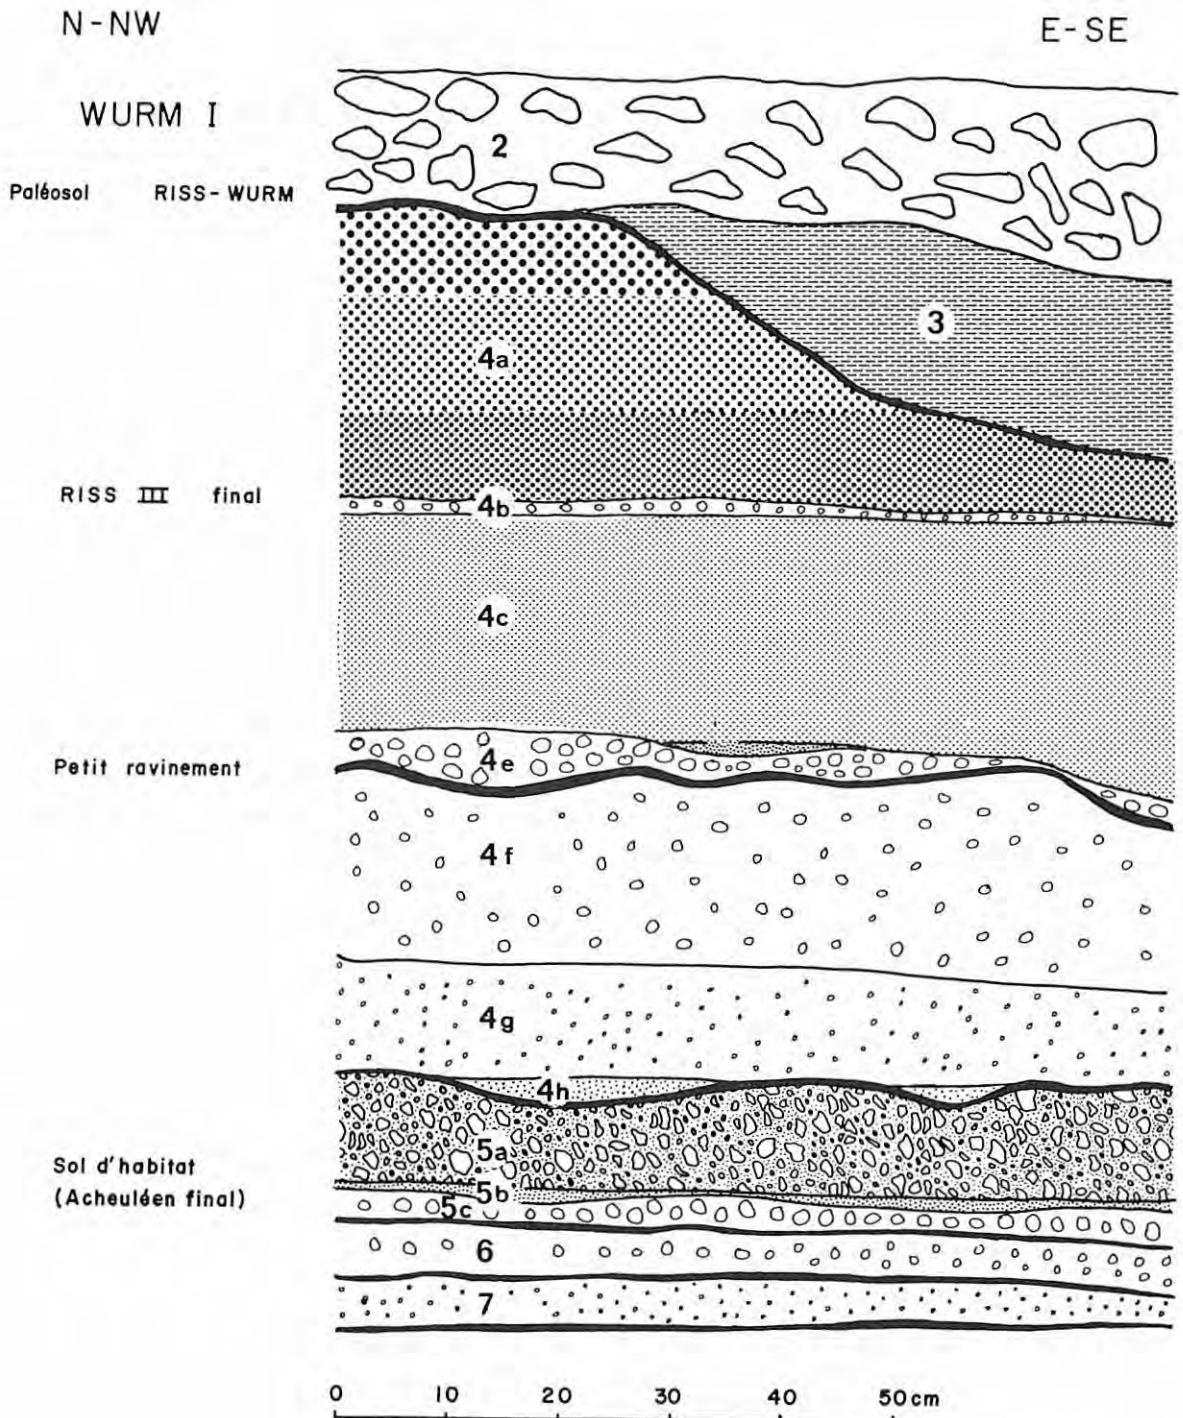 N-NW
E-SE
WURM I
2
Paléosol RISS-WURM
3
4a
RISS III final
4b
4c
Petit ravinement
4e
4f
4g
4h
5a
Sol d'habitat
(Acheuléen final)
5b
5c
6
7
0 10 20 30 40 50cm